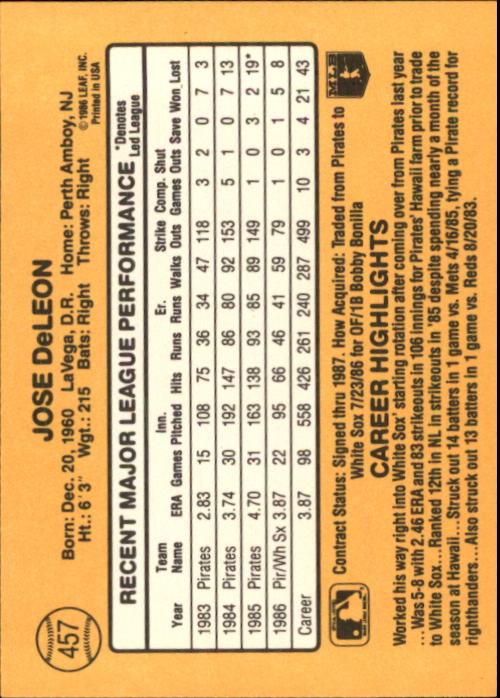 457
JOSE DeLEON
Born: Dec. 20, 1960 LaVega, D.R. Home: Perth Amboy, NJ
Ht.: 6'3" Wgt.: 215 Bats: Right Throws: Right
©1986 LEAF, INC.
Printed in USA
RECENT MAJOR LEAGUE PERFORMANCE *Denotes Led League
Year Team Name ERA Games Inn. Pitched Hits Runs Er. Runs Walks Strike Outs Comp. Games Shut Outs Save Won Lost
1983 Pirates 2.83 15 108 75 36 34 47 118 3 2 0 7 3
1984 Pirates 3.74 30 192 147 86 80 92 153 5 1 0 7 13
1985 Pirates 4.70 31 163 138 93 85 89 149 1 0 3 2 19*
1986 Pir/Wh Sx 3.87 22 95 66 46 41 59 79 1 0 1 5 8
Career 3.87 98 558 426 261 240 287 499 10 3 4 21 43
Contract Status: Signed thru 1987. How Acquired: Traded from Pirates to
White Sox 7/23/86 for OF/1B Bobby Bonilla
MLB
CAREER HIGHLIGHTS
Worked his way right into White Sox' starting rotation after coming over from Pirates last year
...Was 5-8 with 2.46 ERA and 83 strikeouts in 106 innings for Pirates' Hawaii farm prior to trade
to White Sox...Ranked 12th in NL in strikeouts in '85 despite spending nearly a month of the
season at Hawaii...Struck out 14 batters in 1 game vs. Mets 4/16/85, tying a Pirate record for
righthanders...Also struck out 13 batters in 1 game vs. Reds 8/20/83.